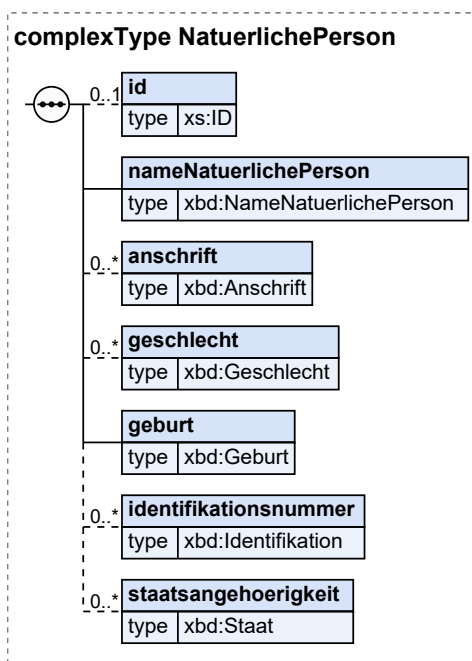 complexType NatuerlichePerson
0..1 id
type xs:ID
nameNatuerlichePerson
type xbd:NameNatuerlichePerson
0..* anschrift
type xbd:Anschrift
0..* geschlecht
type xbd:Geschlecht
geburt
type xbd:Geburt
0..* identifikationsnummer
type xbd:Identifikation
0..* staatsangehoerigkeit
type xbd:Staat